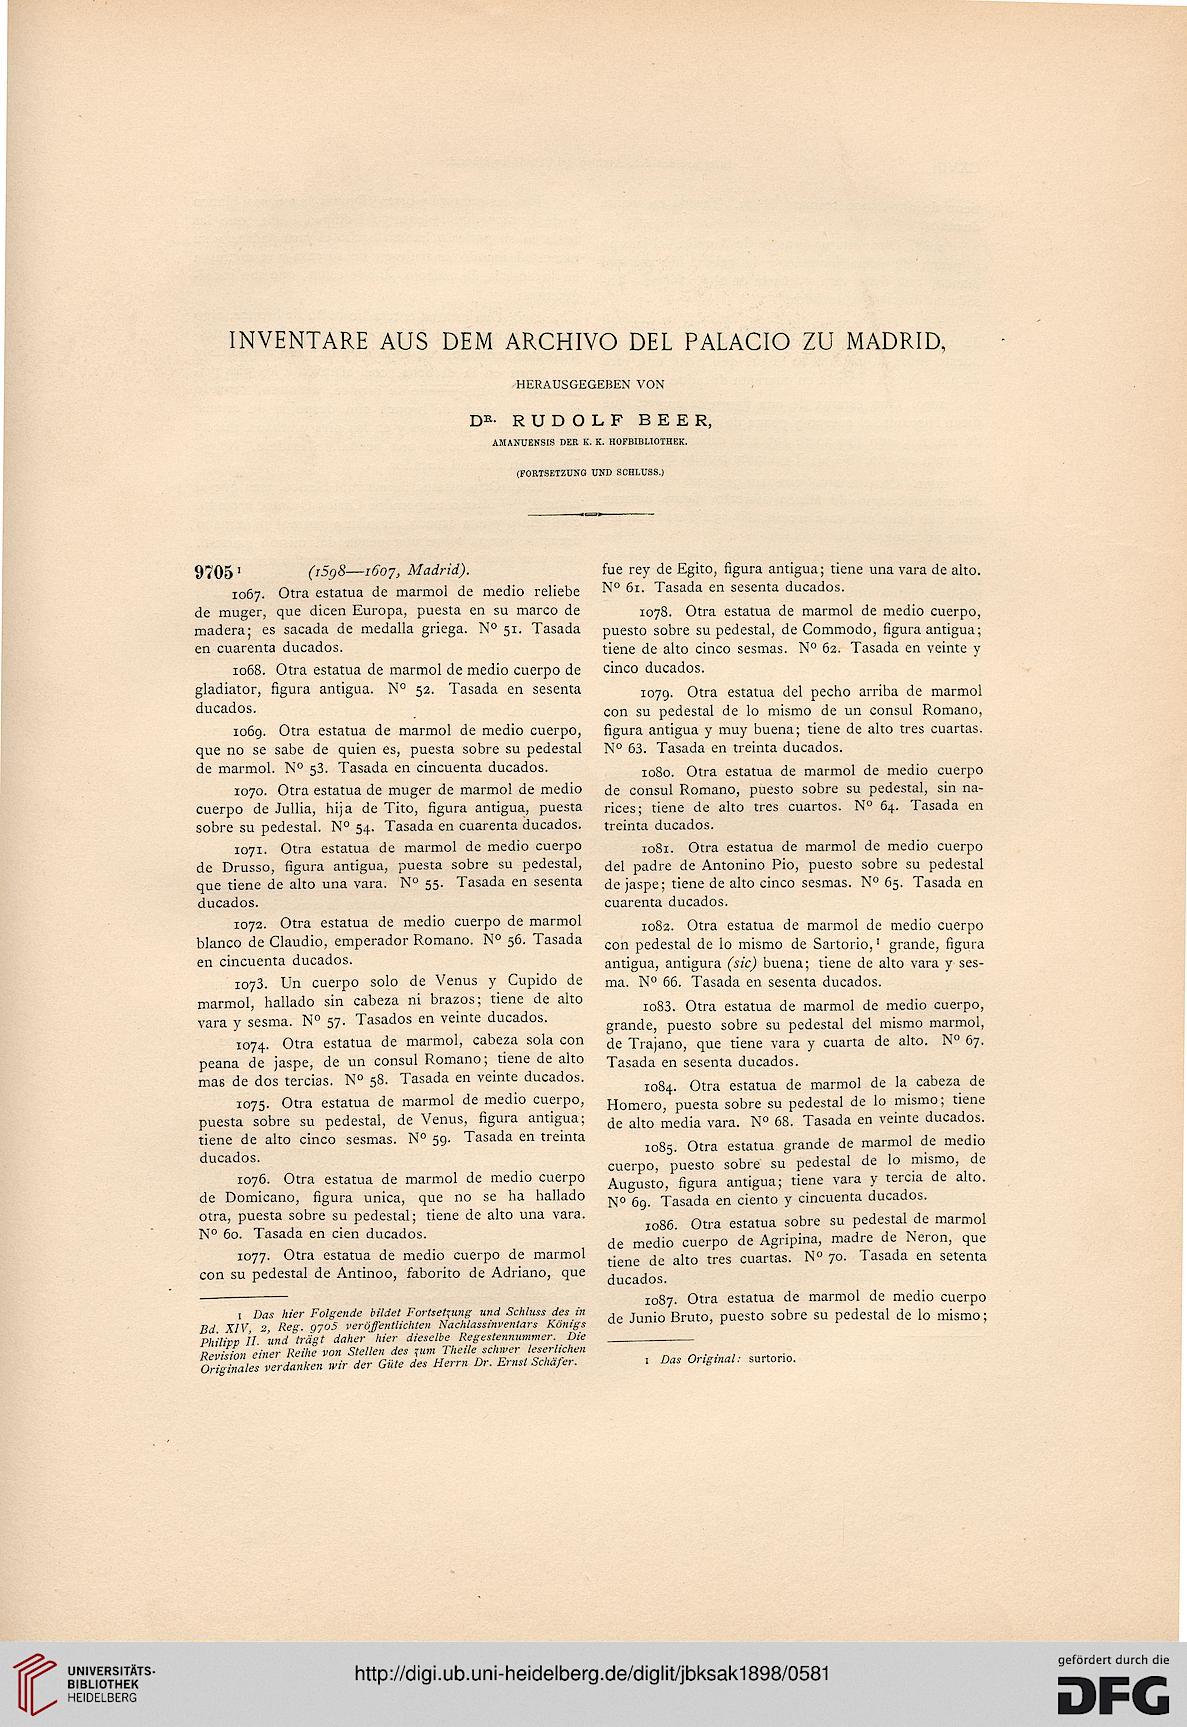 INVENTARE AUS DEM ARCHIVO DEL PALACIO ZU MADRID,
HERAUSGEGEBEN VON
DR. RUDOLF BEER,
AMANUENSIS DER K. K. HOFBIBLIOTHEK.
(FORTSETZUNG UND SCHLUSS.)
9705¹ (1598—1607, Madrid).
1067. Otra estatua de marmol de medio reliebe
de muger, que dicen Europa, puesta en su marco de
madera; es sacada de medalla griega. Nº 51. Tasada
en cuarenta ducados.
1068. Otra estatua de marmol de medio cuerpo de
gladiator, figura antigua. Nº 52. Tasada en sesenta
ducados.
1069. Otra estatua de marmol de medio cuerpo,
que no se sabe de quien es, puesta sobre su pedestal
de marmol. Nº 53. Tasada en cincuenta ducados.
1070. Otra estatua de muger de marmol de medio
cuerpo de Jullia, hija de Tito, figura antigua, puesta
sobre su pedestal. Nº 54. Tasada en cuarenta ducados.
1071. Otra estatua de marmol de medio cuerpo
de Drusso, figura antigua, puesta sobre su pedestal,
que tiene de alto una vara. Nº 55. Tasada en sesenta
ducados.
1072. Otra estatua de medio cuerpo de marmol
blanco de Claudio, emperador Romano. Nº 56. Tasada
en cincuenta ducados.
1073. Un cuerpo solo de Venus y Cupido de
marmol, hallado sin cabeza ni brazos; tiene de alto
vara y sesma. Nº 57. Tasados en veinte ducados.
1074. Otra estatua de marmol, cabeza sola con
peana de jaspe, de un consul Romano; tiene de alto
mas de dos tercias. Nº 58. Tasada en veinte ducados.
1075. Otra estatua de marmol de medio cuerpo,
puesta sobre su pedestal, de Venus, figura antigua;
tiene de alto cinco sesmas. Nº 59. Tasada en treinta
ducados.
1076. Otra estatua de marmol de medio cuerpo
de Domicano, figura unica, que no se ha hallado
otra, puesta sobre su pedestal; tiene de alto una vara.
Nº 60. Tasada en cien ducados.
1077. Otra estatua de medio cuerpo de marmol
con su pedestal de Antinoo, faborito de Adriano, que
1 Das hier Folgende bildet Fortsetzung und Schluss des in
Bd. XIV, 2, Reg. 9705 veröffentlichten Nachlassinventars Königs
Philipp II. und trägt daher hier dieselbe Regestennummer. Die
Revision einer Reihe von Stellen des zum Theile schwer leserlichen
Originales verdanken wir der Güte des Herrn Dr. Ernst Schäfer.
fue rey de Egito, figura antigua; tiene una vara de alto.
Nº 61. Tasada en sesenta ducados.
1078. Otra estatua de marmol de medio cuerpo,
puesto sobre su pedestal, de Commodo, figura antigua;
tiene de alto cinco sesmas. Nº 62. Tasada en veinte y
cinco ducados.
1079. Otra estatua del pecho arriba de marmol
con su pedestal de lo mismo de un consul Romano,
figura antigua y muy buena; tiene de alto tres cuartas.
Nº 63. Tasada en treinta ducados.
1080. Otra estatua de marmol de medio cuerpo
de consul Romano, puesto sobre su pedestal, sin na-
rices; tiene de alto tres cuartos. Nº 64. Tasada en
treinta ducados.
1081. Otra estatua de marmol de medio cuerpo
del padre de Antonino Pio, puesto sobre su pedestal
de jaspe; tiene de alto cinco sesmas. Nº 65. Tasada en
cuarenta ducados.
1082. Otra estatua de marmol de medio cuerpo
con pedestal de lo mismo de Sartorio,¹ grande, figura
antigua, antigura (sic) buena; tiene de alto vara y ses-
ma. Nº 66. Tasada en sesenta ducados.
1083. Otra estatua de marmol de medio cuerpo,
grande, puesto sobre su pedestal del mismo marmol,
de Trajano, que tiene vara y cuarta de alto. Nº 67.
Tasada en sesenta ducados.
1084. Otra estatua de marmol de la cabeza de
Homero, puesta sobre su pedestal de lo mismo; tiene
de alto media vara. Nº 68. Tasada en veinte ducados.
1085. Otra estatua grande de marmol de medio
cuerpo, puesto sobre su pedestal de lo mismo, de
Augusto, figura antigua; tiene vara y tercia de alto.
Nº 69. Tasada en ciento y cincuenta ducados.
1086. Otra estatua sobre su pedestal de marmol
de medio cuerpo de Agripina, madre de Neron, que
tiene de alto tres cuartas. Nº 70. Tasada en setenta
ducados.
1087. Otra estatua de marmol de medio cuerpo
de Junio Bruto, puesto sobre su pedestal de lo mismo;
1 Das Original: surtorio.
UNIVERSITÄTS-
BIBLIOTHEK
HEIDELBERG
http://digi.ub.uni-heidelberg.de/diglit/jbksak1898/0581
gefördert durch die
DFG